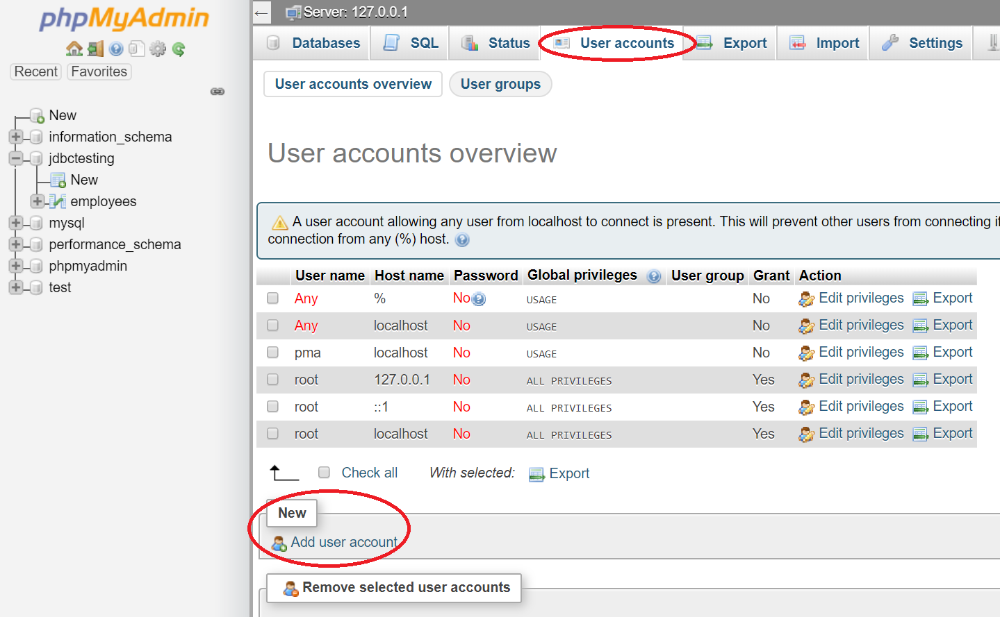 phpMyAdmin
Recent Favorites
New
information_schema
jdbctesting
New
employees
mysql
performance_schema
phpmyadmin
test
Server: 127.0.0.1
Databases SQL Status User accounts Export Import Settings
User accounts overview User groups
User accounts overview
A user account allowing any user from localhost to connect is present. This will prevent other users from connecting if
connection from any (%) host.
User name Host name Password Global privileges User group Grant Action
Any % No USAGE No Edit privileges Export
Any localhost No USAGE No Edit privileges Export
pma localhost No USAGE No Edit privileges Export
root 127.0.0.1 No ALL PRIVILEGES Yes Edit privileges Export
root ::1 No ALL PRIVILEGES Yes Edit privileges Export
root localhost No ALL PRIVILEGES Yes Edit privileges Export
Check all With selected: Export
New
Add user account
Remove selected user accounts